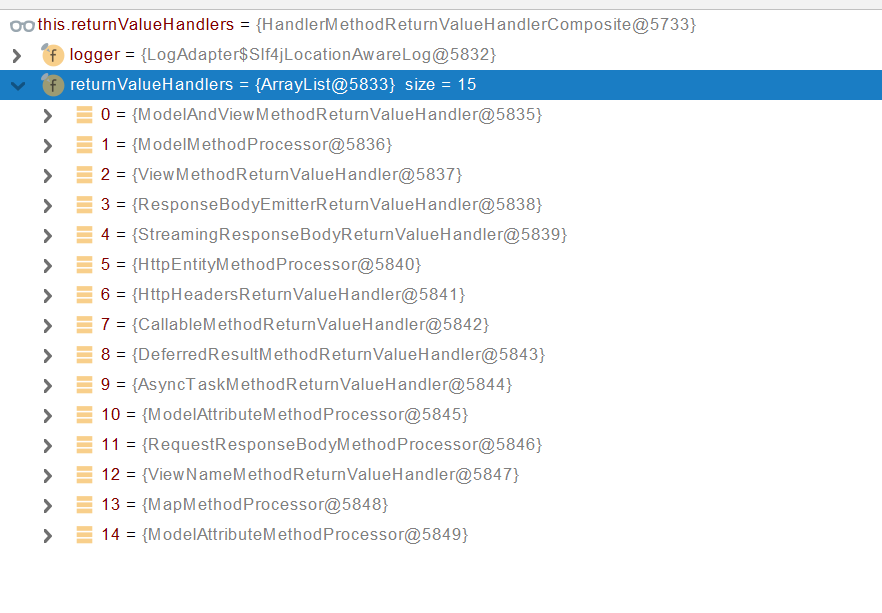 this.returnValueHandlers = {HandlerMethodReturnValueHandlerComposite@5733}
logger = {LogAdapter$Slf4jLocationAwareLog@5832}
returnValueHandlers = {ArrayList@5833} size = 15
0 = {ModelAndViewMethodReturnValueHandler@5835}
1 = {ModelMethodProcessor@5836}
2 = {ViewMethodReturnValueHandler@5837}
3 = {ResponseBodyEmitterReturnValueHandler@5838}
4 = {StreamingResponseBodyReturnValueHandler@5839}
5 = {HttpEntityMethodProcessor@5840}
6 = {HttpHeadersReturnValueHandler@5841}
7 = {CallableMethodReturnValueHandler@5842}
8 = {DeferredResultMethodReturnValueHandler@5843}
9 = {AsyncTaskMethodReturnValueHandler@5844}
10 = {ModelAttributeMethodProcessor@5845}
11 = {RequestResponseBodyMethodProcessor@5846}
12 = {ViewNameMethodReturnValueHandler@5847}
13 = {MapMethodProcessor@5848}
14 = {ModelAttributeMethodProcessor@5849}